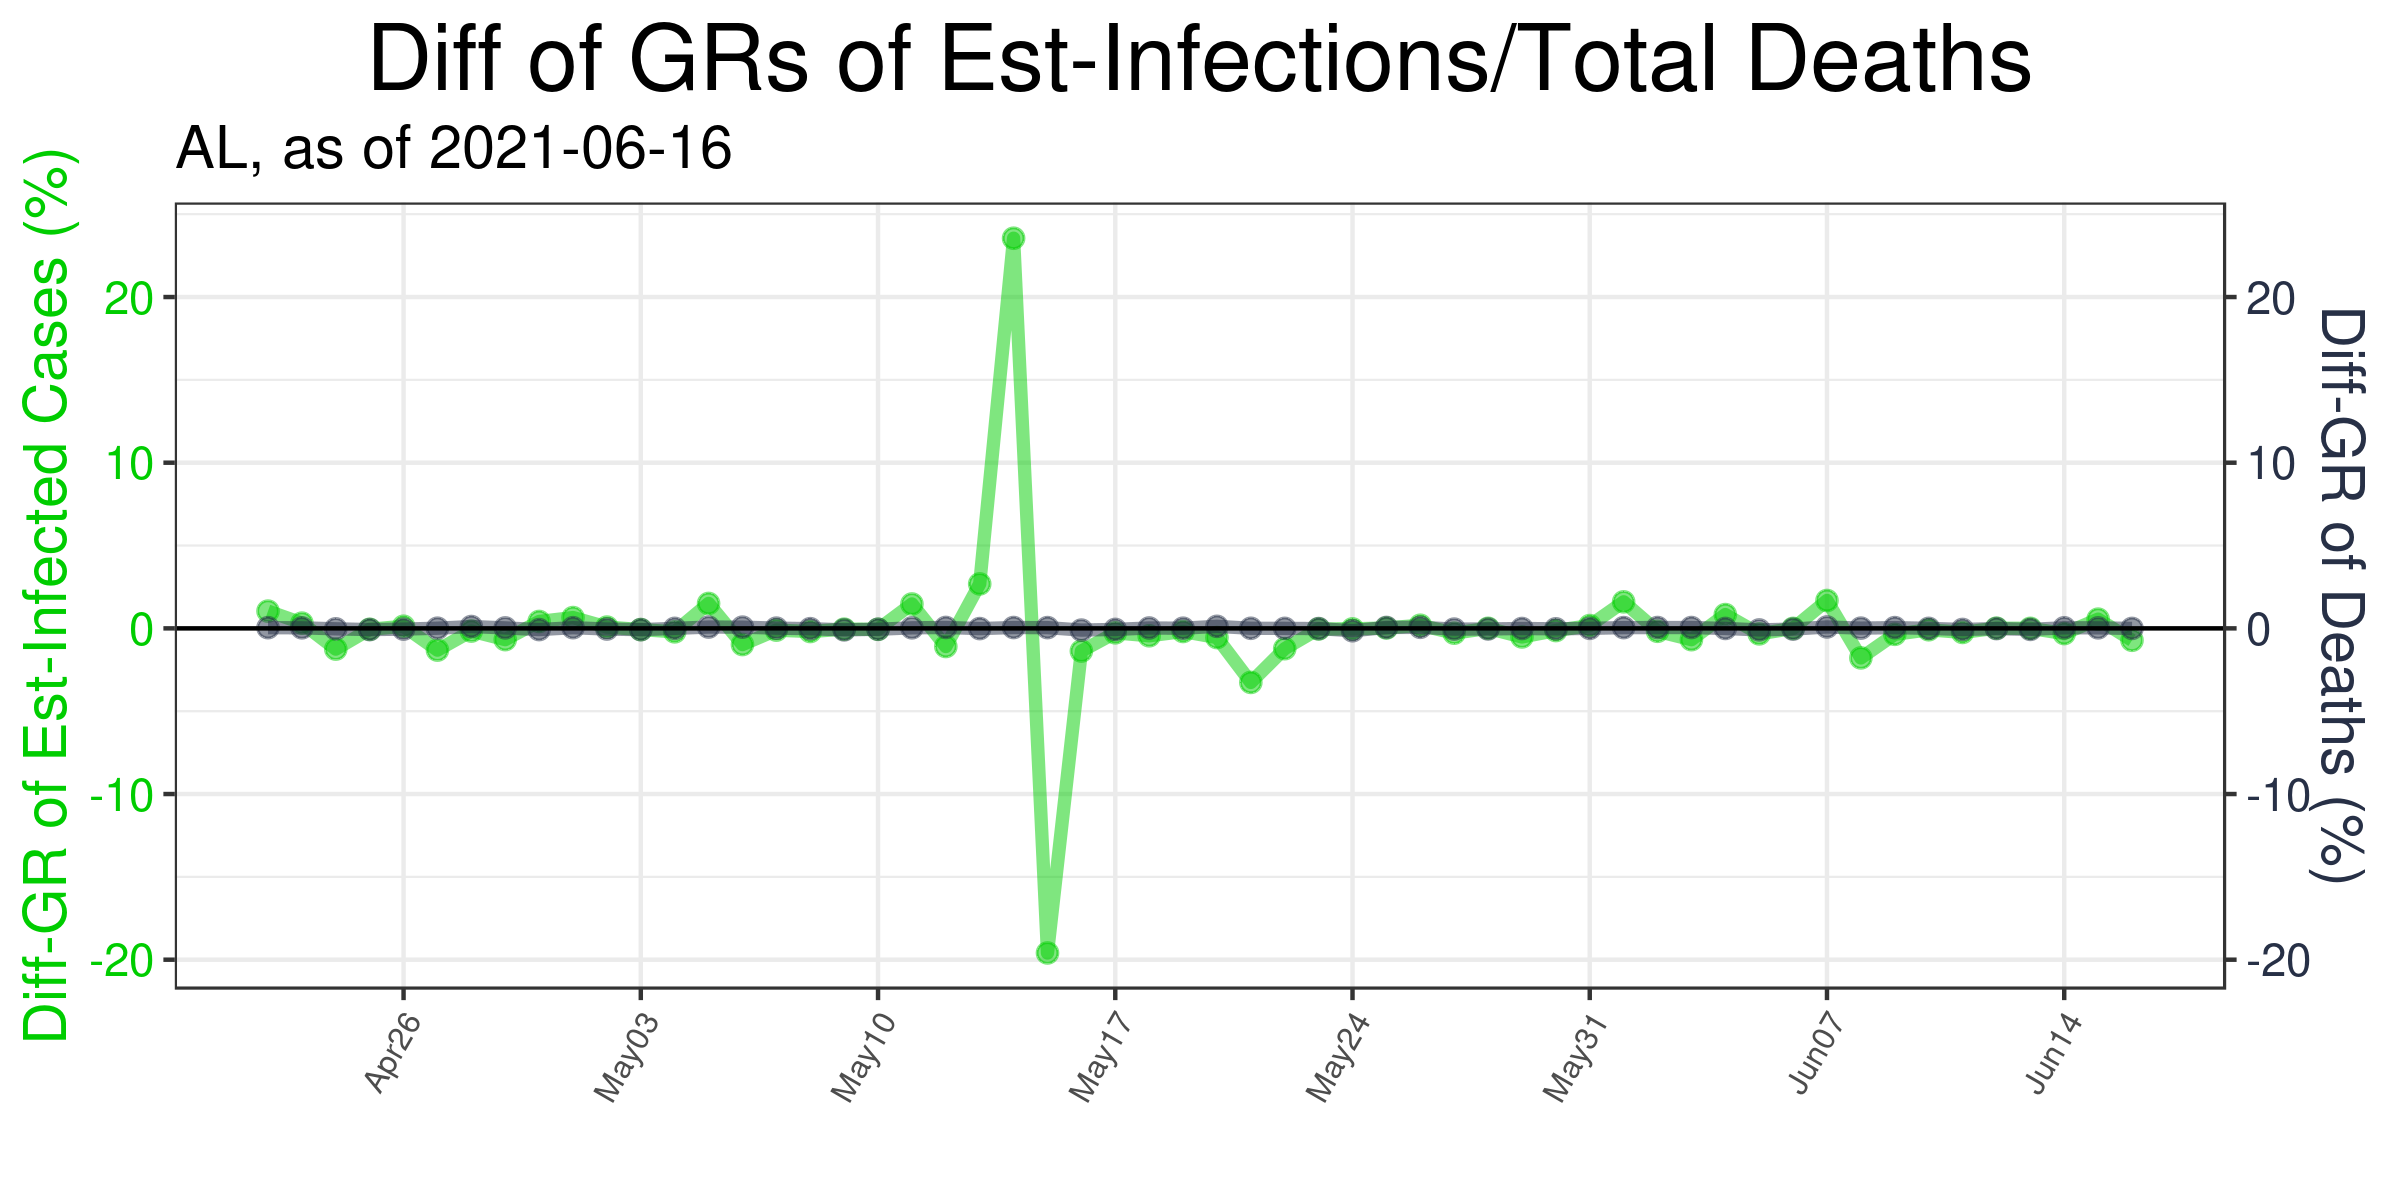 Diff of GRs of Est-Infections/Total Deaths
AL, as of 2021-06-16
Diff-GR of Est-Infected Cases (%)
20
10
0
-10
-20
20
10
0
-10
-20
Diff-GR of Deaths (%)
Apr26
May03
May10
May17
May24
May31
Jun07
Jun14